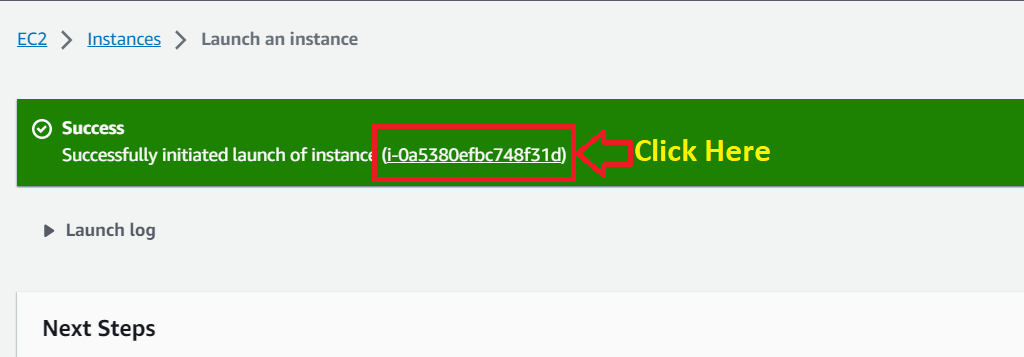 EC2 > Instances > Launch an instance
Success
Successfully initiated launch of instance (i-0a5380efbc748f31d)
Click Here
Launch log
Next Steps